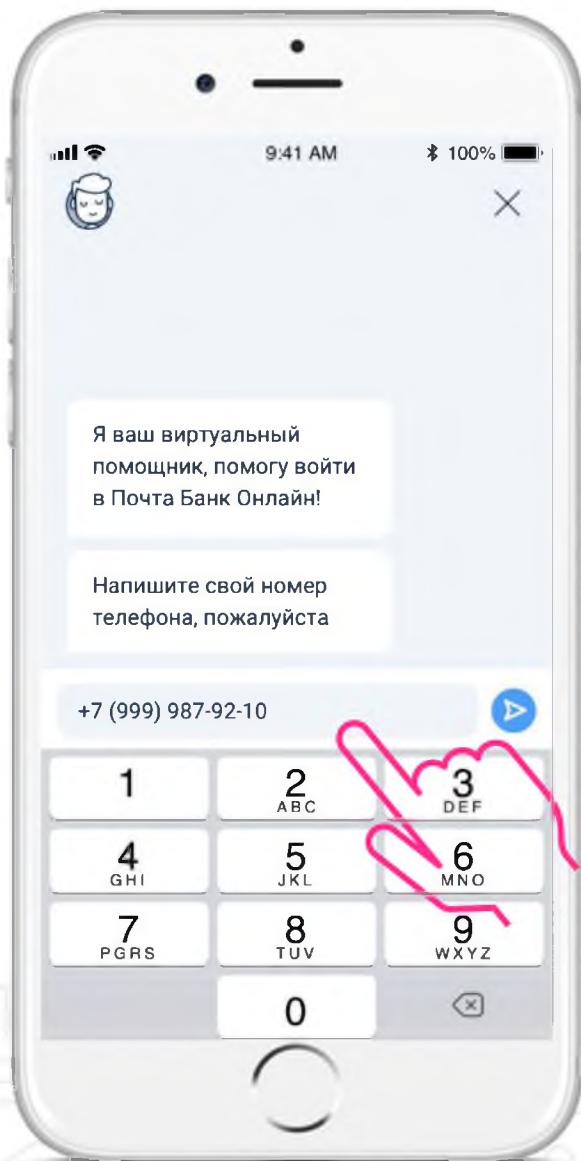 9:41 AM
100%
Я ваш виртуальный
помощник, помогу войти
в Почта Банк Онлайн!
Напишите свой номер
телефона, пожалуйста
+7 (999) 987-92-10
1 2 3
ABC DEF
4 5 6
GHI JKL MNO
7 8 9
PGRS TUV WXYZ
0